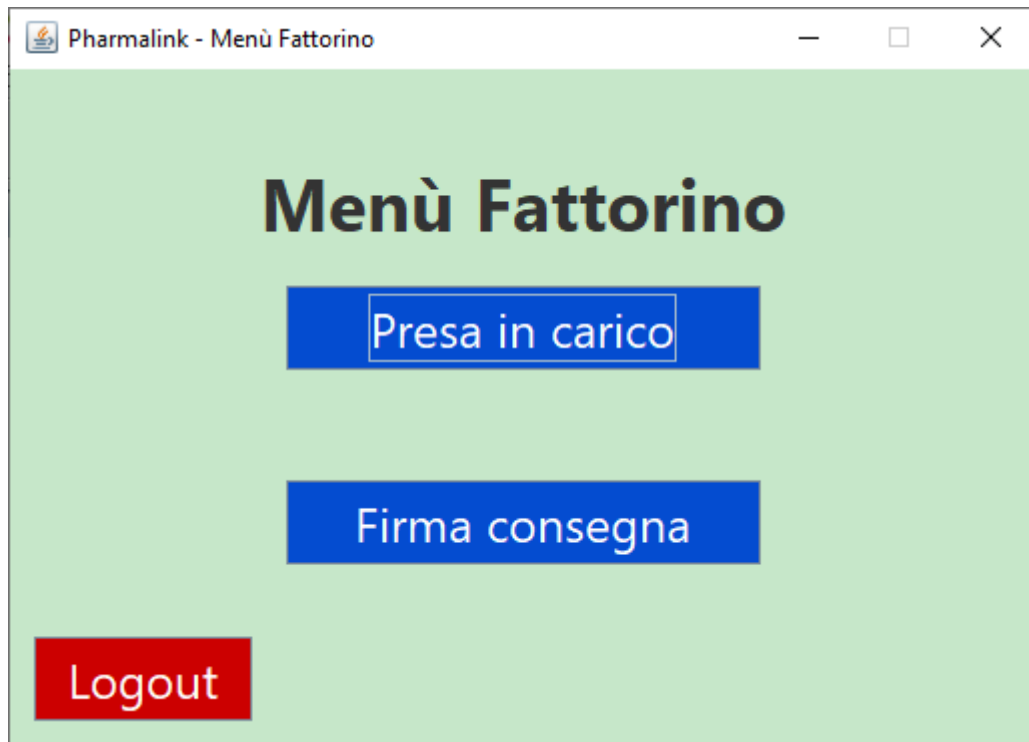 Pharmalink - Menù Fattorino
Menù Fattorino
Presa in carico
Firma consegna
Logout